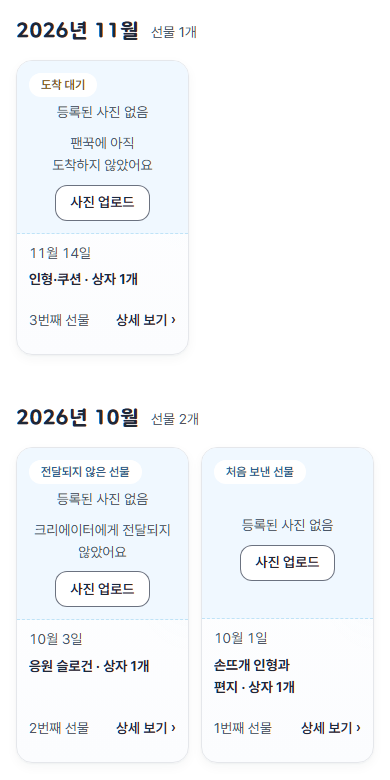 2026년 11월 선물 1개
도착 대기
등록된 사진 없음
팬꾹에 아직
도착하지 않았어요
사진 업로드
11월 14일
인형·쿠션 · 상자 1개
3번째 선물 상세 보기 ›
2026년 10월 선물 2개
전달되지 않은 선물
등록된 사진 없음
크리에이터에게 전달되지
않았어요
사진 업로드
10월 3일
응원 슬로건 · 상자 1개
2번째 선물 상세 보기 ›
처음 보낸 선물
등록된 사진 없음
사진 업로드
10월 1일
손뜨개 인형과
편지 · 상자 1개
1번째 선물 상세 보기 ›